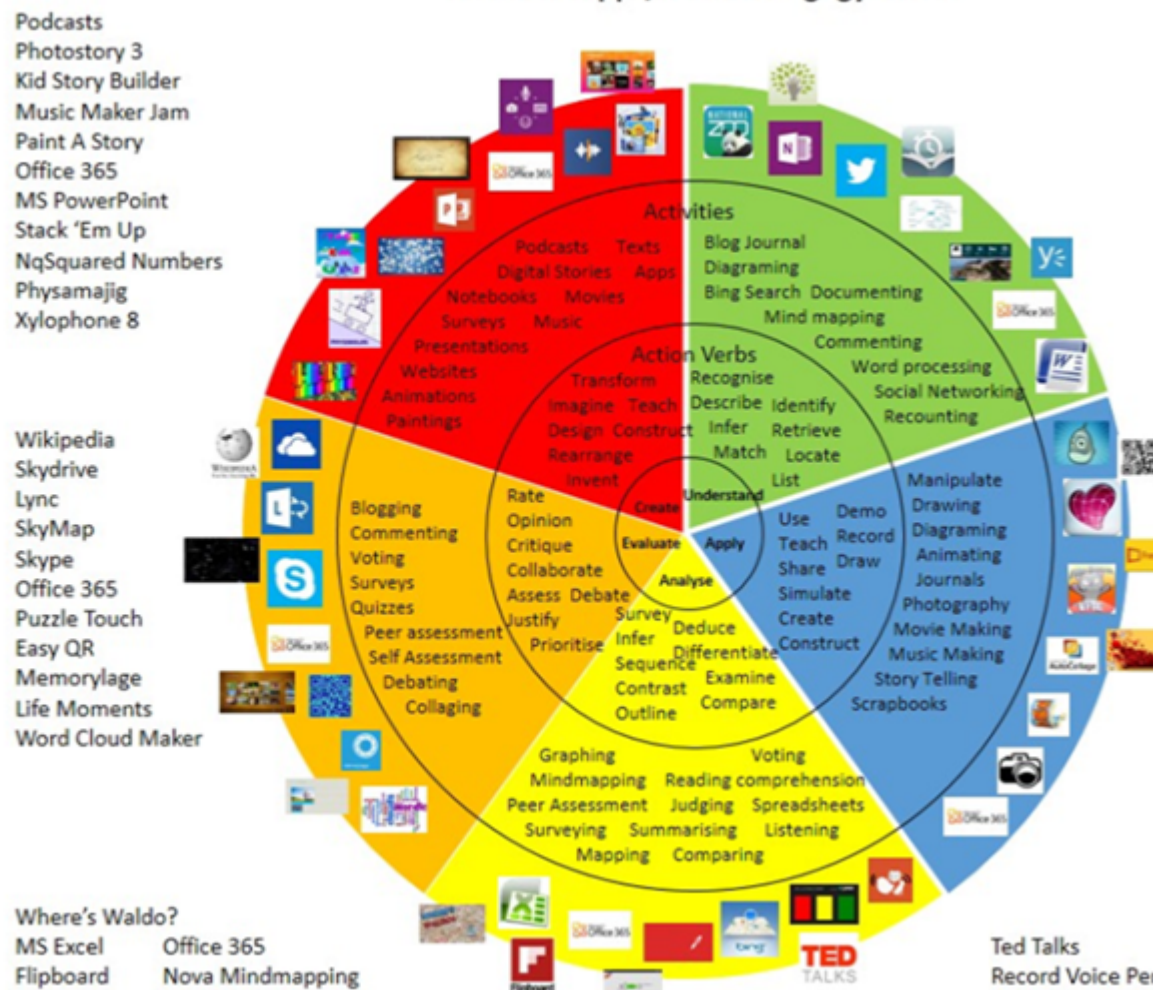 Podcasts
Photostory 3
Kid Story Builder
Music Maker Jam
Paint A Story
Office 365
MS PowerPoint
Stack ‘Em Up
NqSquared Numbers
Physamajig
Xylophone 8
Wikipedia
Skydrive
Lync
SkyMap
Skype
Office 365
Puzzle Touch
Easy QR
Memorylage
Life Moments
Word Cloud Maker
Where’s Waldo?
MS Excel Office 365
Flipboard Nova Mindmapping
Activities
Podcasts Texts
Digital Stories Apps
Notebooks Movies
Surveys Music
Presentations
Websites
Animations
Paintings
Blog Journal
Diagraming
Bing Search Documenting
Mind mapping
Commenting
Word processing
Social Networking
Recounting
Action Verbs
Transform
Imagine Teach
Design Construct
Rearrange
Invent
Recognise
Describe Identify
Infer Retrieve
Match Locate
List
Create
Understand
Evaluate
Apply
Analyse
Blogging
Commenting
Voting
Surveys
Quizzes
Peer assessment
Self Assessment
Debating
Collaging
Rate
Opinion
Critique
Collaborate
Assess Debate
Justify
Prioritise
Use Demo
Teach Record
Share Draw
Simulate
Create
Construct
Manipulate
Drawing
Diagraming
Animating
Journals
Photography
Movie Making
Music Making
Story Telling
Scrapbooks
Survey Deduce
Infer Differentiate
Sequence Examine
Contrast Compare
Outline
Graphing Voting
Mindmapping Reading comprehension
Peer Assessment Judging Spreadsheets
Surveying Summarising Listening
Mapping Comparing
NATIONAL
ZOO
Office 365
Office 365
Office 365
Office 365
Office 365
WIKIPEDIA
AutoCollage
bing
Flipboard
TED
TALKS
Ted Talks
Record Voice